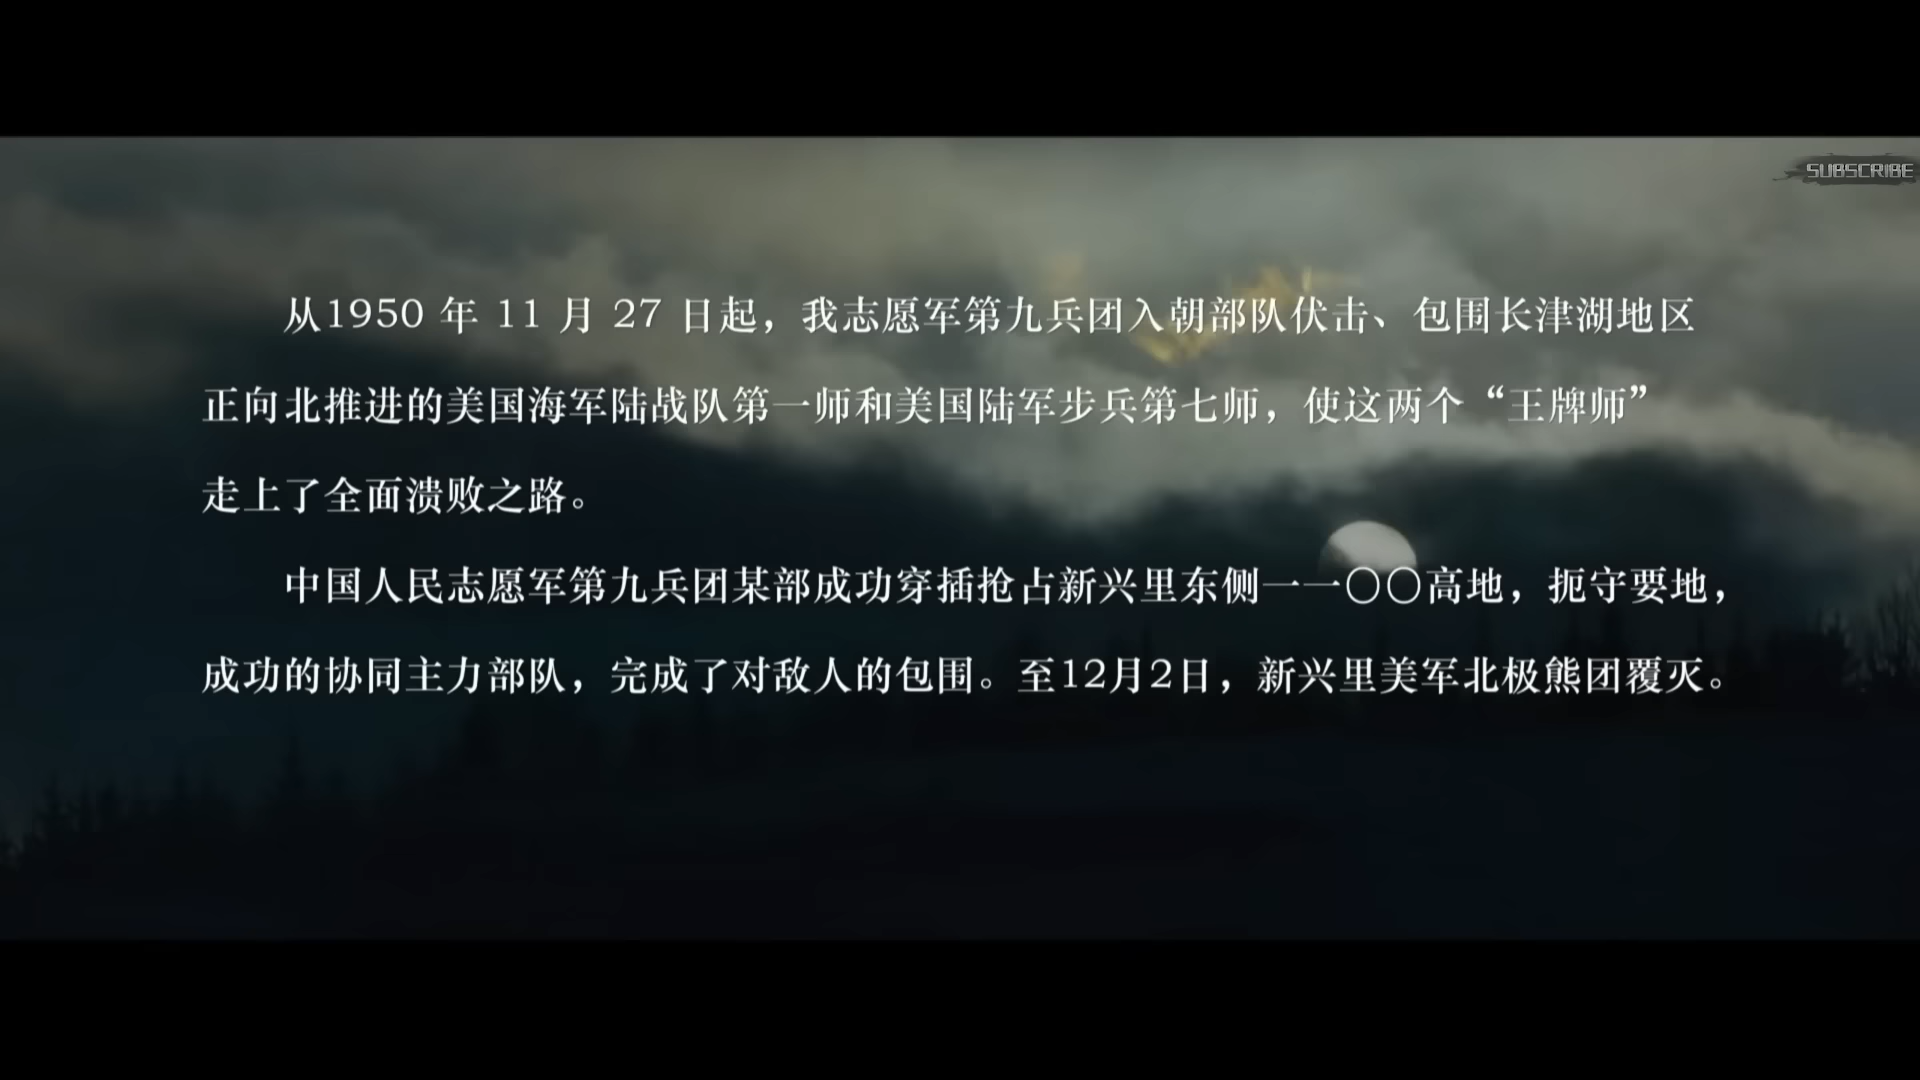 SUBSCRIBE
从1950 年 11 月 27 日起，我志愿军第九兵团入朝部队伏击、包围长津湖地区
正向北推进的美国海军陆战队第一师和美国陆军步兵第七师，使这两个“王牌师”
走上了全面溃败之路。
中国人民志愿军第九兵团某部成功穿插抢占新兴里东侧一一〇〇高地，扼守要地，
成功的协同主力部队，完成了对敌人的包围。至12月2日，新兴里美军北极熊团覆灭。